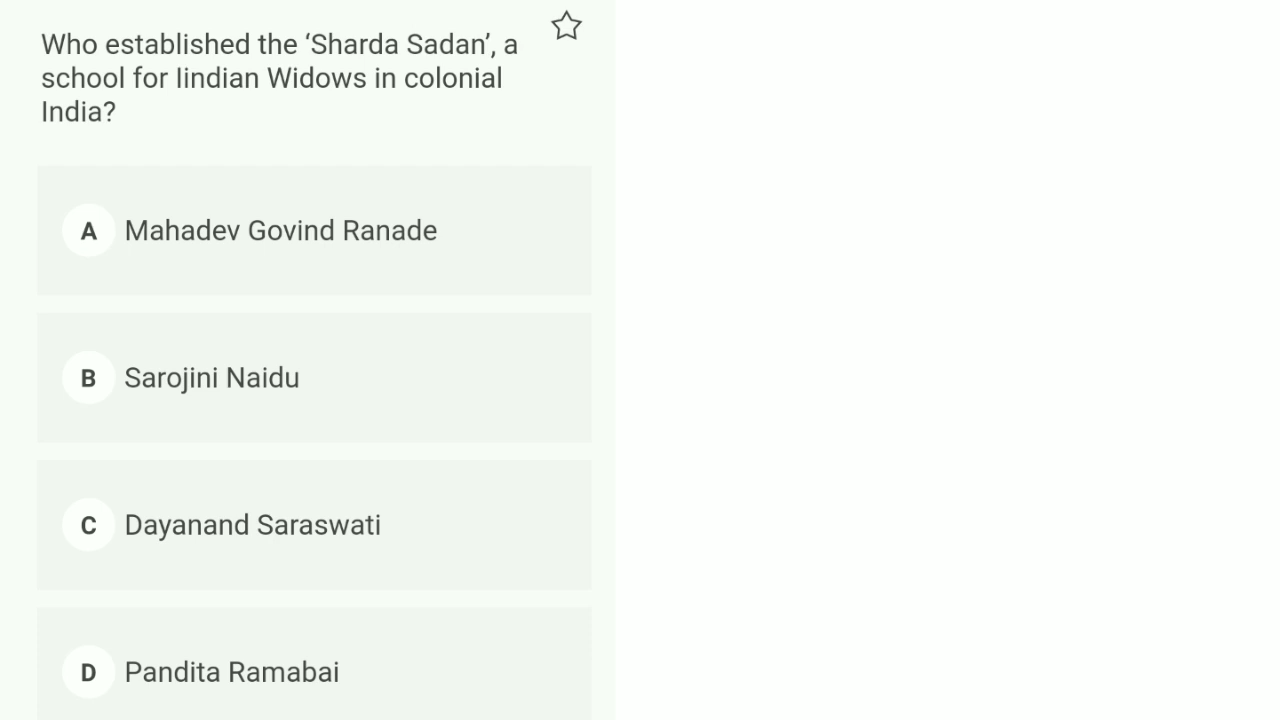 Who established the ‘Sharda Sadan’, a
school for lindian Widows in colonial
India?
A Mahadev Govind Ranade
B Sarojini Naidu
C Dayanand Saraswati
D Pandita Ramabai